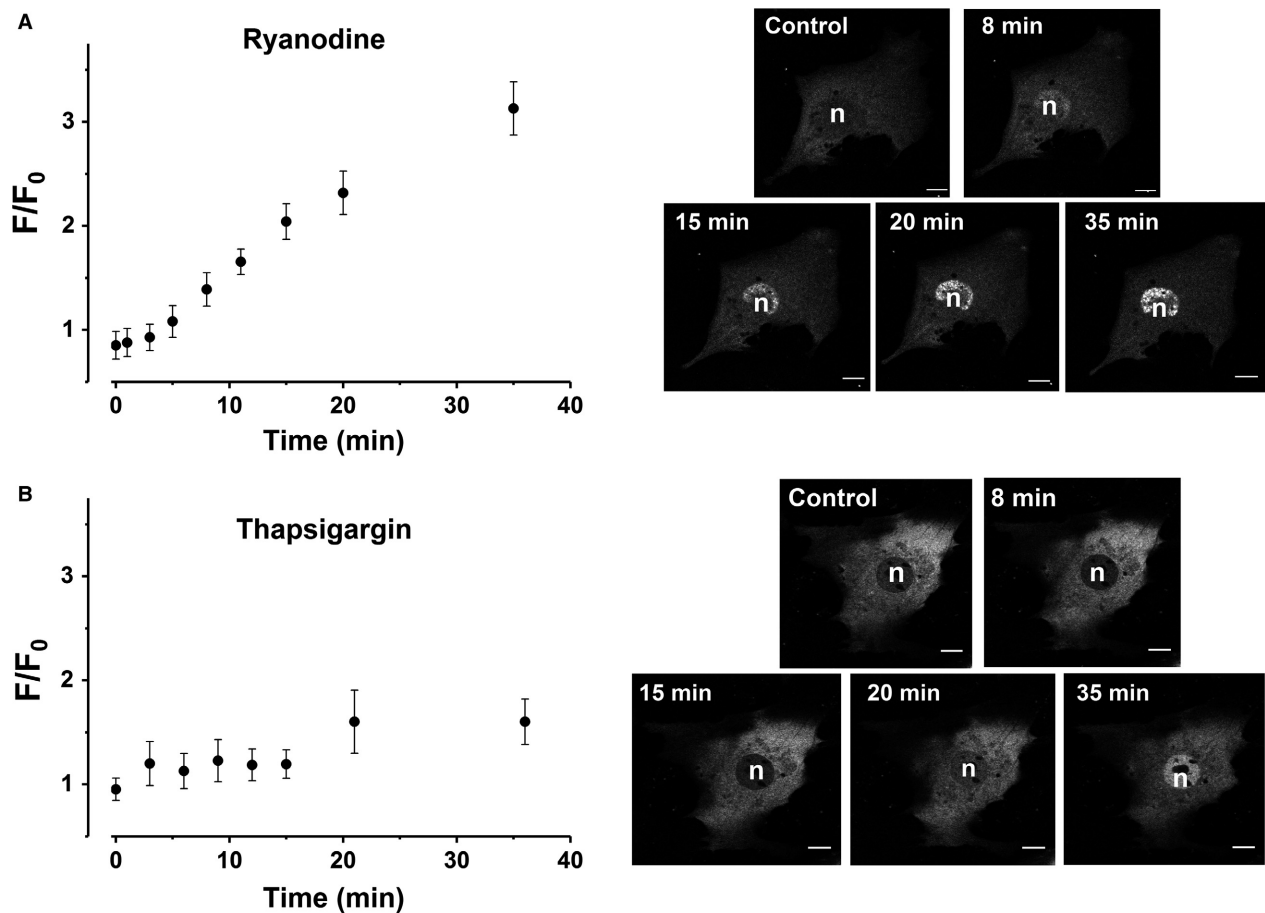 A
Ryanodine
F/F₀
3
2
1
0 10 20 30 40
Time (min)
Control
n
8 min
n
15 min
n
20 min
n
35 min
n
B
Thapsigargin
F/F₀
3
2
1
0 10 20 30 40
Time (min)
Control
n
8 min
n
15 min
n
20 min
n
35 min
n